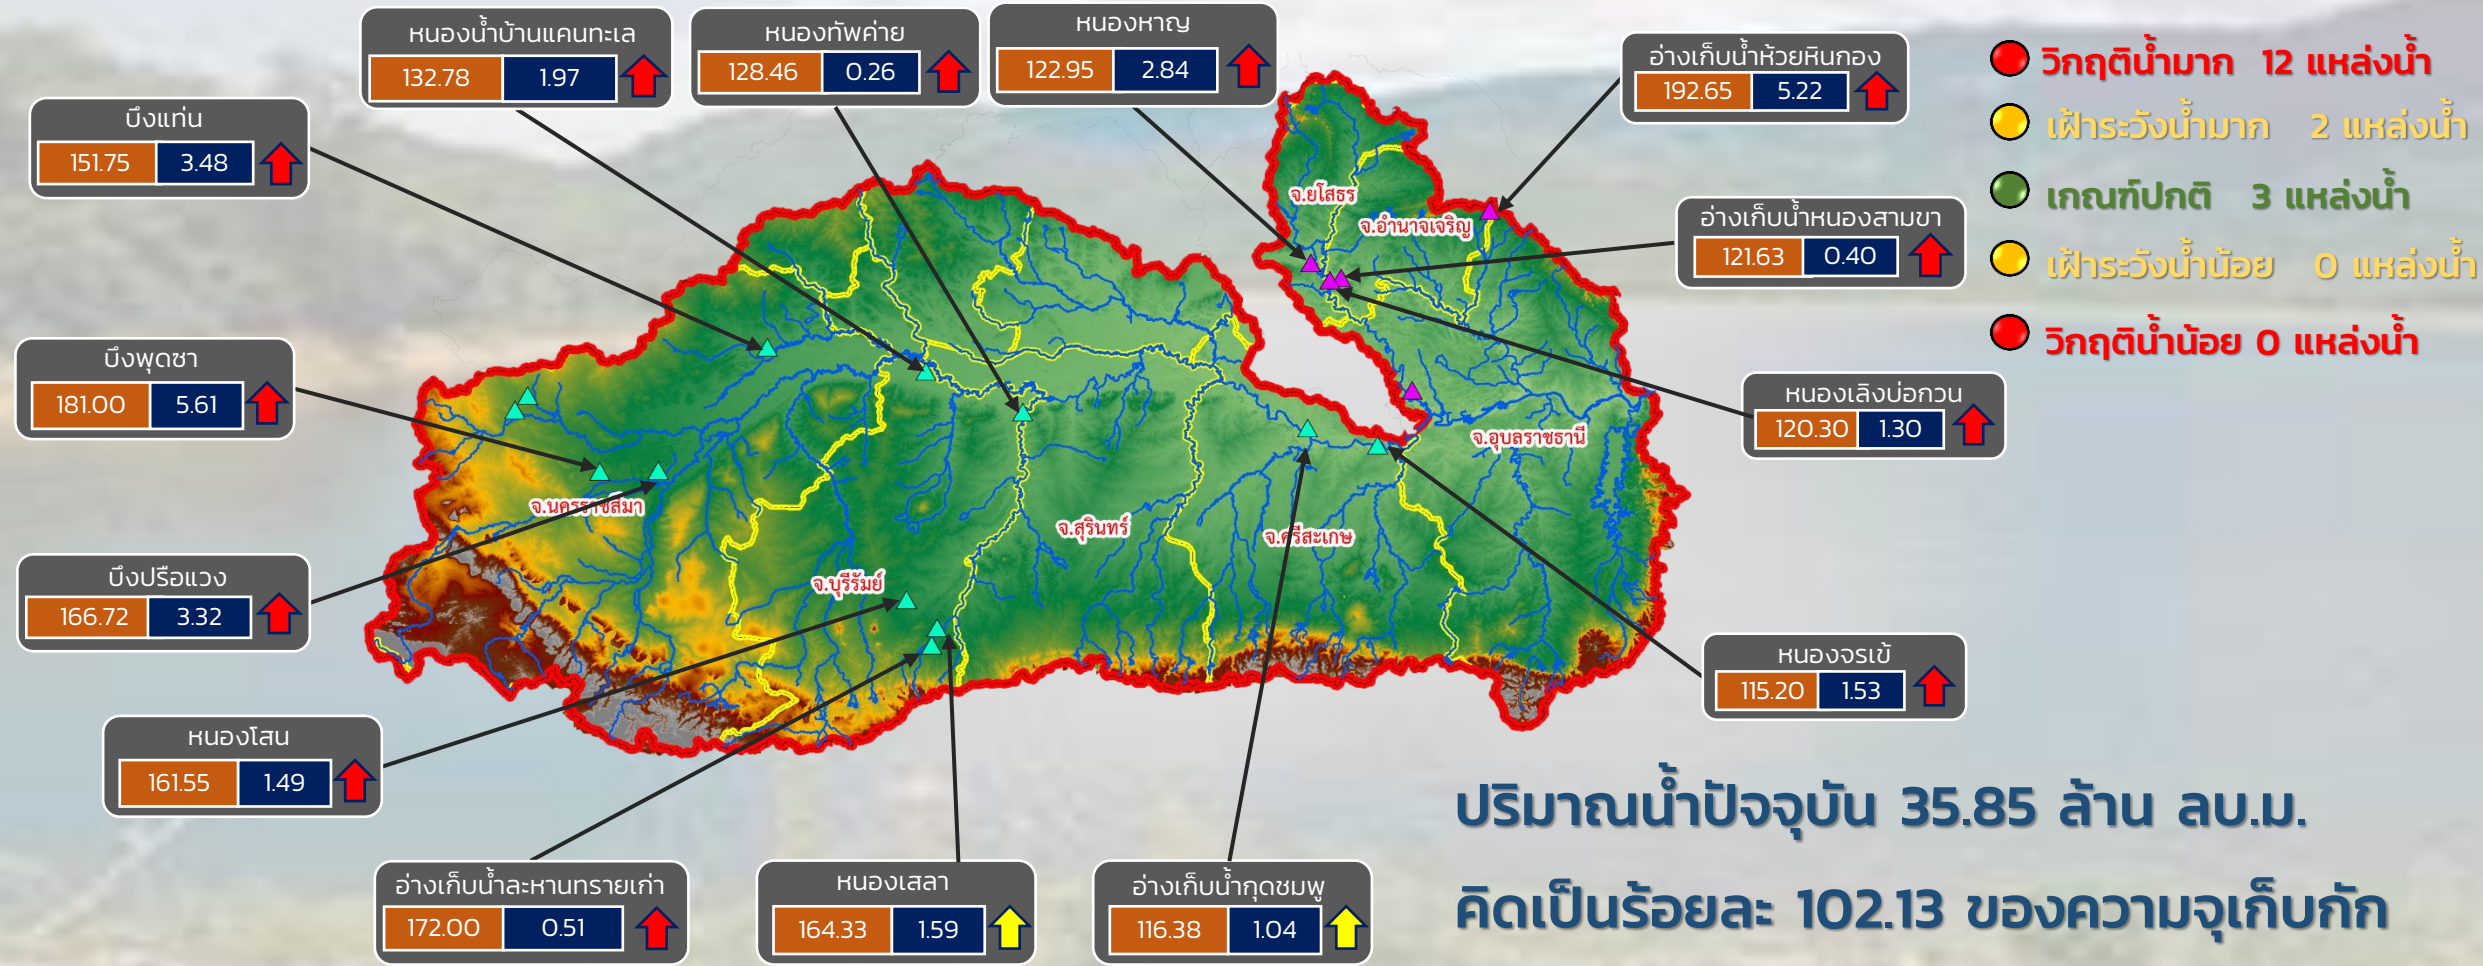 หนองน้ำบ้านแคนทะเล
132.78 1.97
หนองทัพค่าย
128.46 0.26
หนองหาญ
122.95 2.84
อ่างเก็บน้ำห้วยหินกอง
192.65 5.22
วิกฤติน้ำมาก 12 แหล่งน้ำ
เฝ้าระวังน้ำมาก 2 แหล่งน้ำ
เกณฑ์ปกติ 3 แหล่งน้ำ
เฝ้าระวังน้ำน้อย 0 แหล่งน้ำ
วิกฤติน้ำน้อย 0 แหล่งน้ำ
บึงแท่น
151.75 3.48
จ.ยโสธร
จ.อำนาจเจริญ
อ่างเก็บน้ำหนองสามขา
121.63 0.40
บึงพุดซา
181.00 5.61
หนองเลิงบ่อกวน
120.30 1.30
จ.อุบลราชธานี
จ.นครราชสีมา
จ.สุรินทร์
จ.ศรีสะเกษ
จ.บุรีรัมย์
บึงปรือแวง
166.72 3.32
หนองจรเข้
115.20 1.53
หนองโสน
161.55 1.49
อ่างเก็บน้ำละหานทรายเก่า
172.00 0.51
หนองเสลา
164.33 1.59
อ่างเก็บน้ำกุดชมพู
116.38 1.04
ปริมาณน้ำปัจจุบัน 35.85 ล้าน ลบ.ม.
คิดเป็นร้อยละ 102.13 ของความจุเก็บกัก